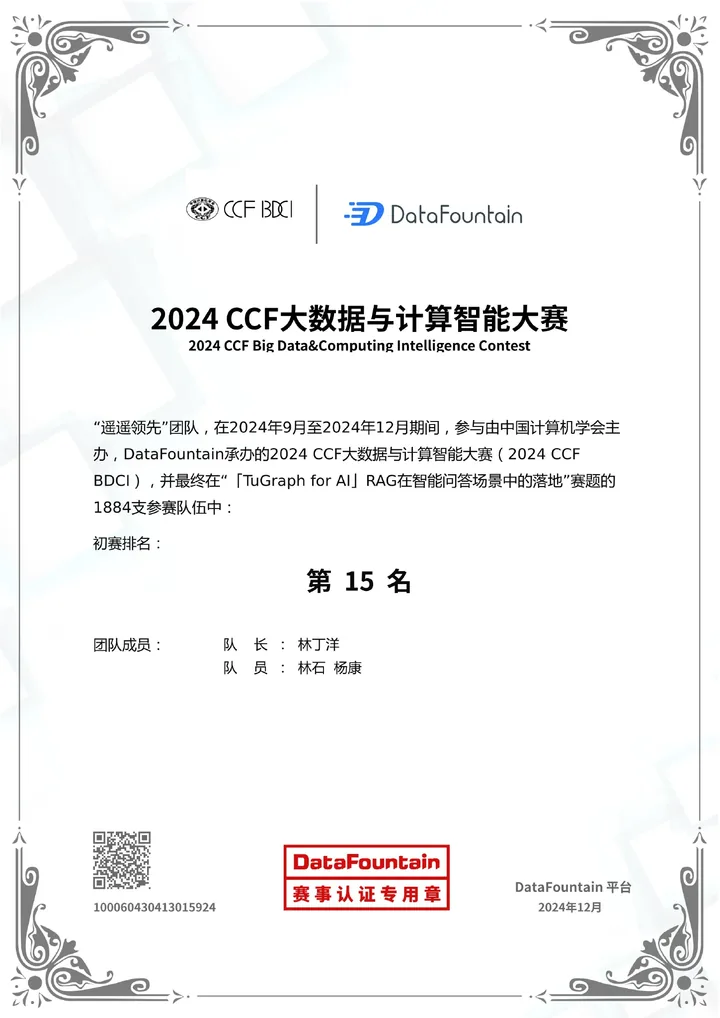 CCF BDCI
DataFountain
2024 CCF大数据与计算智能大赛
2024 CCF Big Data&Computing Intelligence Contest
“遥遥领先”团队，在2024年9月至2024年12月期间，参与由中国计算机学会主
办，DataFountain承办的2024 CCF大数据与计算智能大赛（2024 CCF
BDCI），并最终在“「TuGraph for AI」RAG在智能问答场景中的落地”赛题的
1884支参赛队伍中：
初赛排名：
第 15 名
团队成员： 队 长 ： 林丁洋
队 员 ： 林石 杨康
DataFountain
赛事认证专用章
DataFountain 平台
100060430413015924
2024年12月